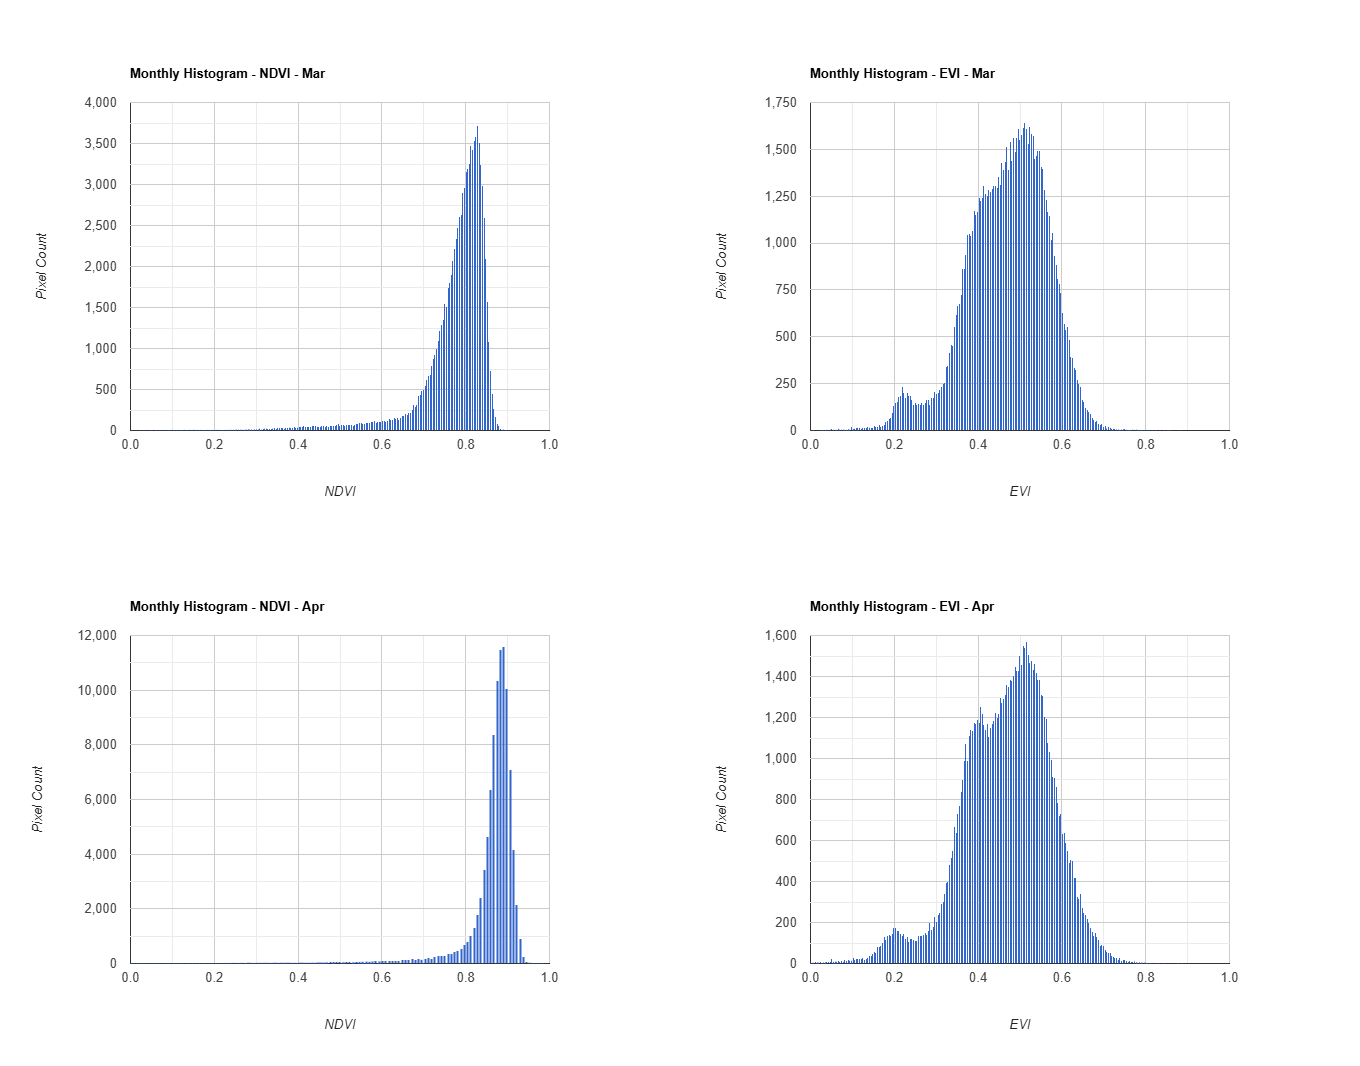 Monthly Histogram - NDVI - Mar
4,000
3,500
3,000
2,500
2,000
1,500
1,000
500
0
Pixel Count
0.0 0.2 0.4 0.6 0.8 1.0
NDVI
Monthly Histogram - EVI - Mar
1,750
1,500
1,250
1,000
750
500
250
0
Pixel Count
0.0 0.2 0.4 0.6 0.8 1.0
EVI
Monthly Histogram - NDVI - Apr
12,000
10,000
8,000
6,000
4,000
2,000
0
Pixel Count
0.0 0.2 0.4 0.6 0.8 1.0
NDVI
Monthly Histogram - EVI - Apr
1,600
1,400
1,200
1,000
800
600
400
200
0
Pixel Count
0.0 0.2 0.4 0.6 0.8 1.0
EVI